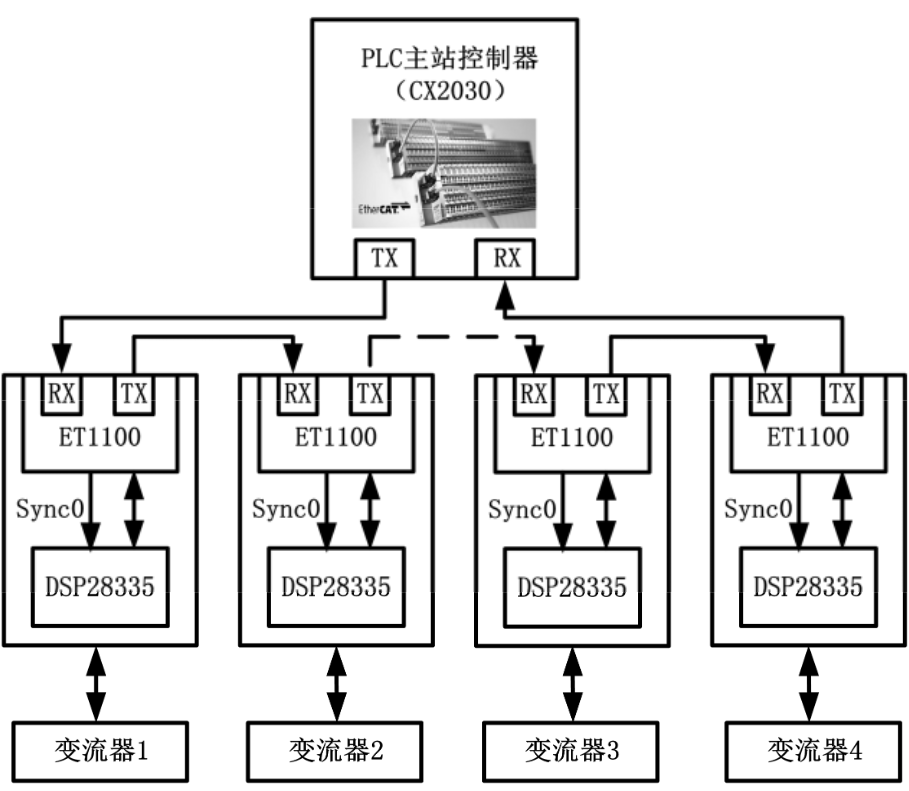 PLC主站控制器
（CX2030）
EtherCAT
TX RX
RX TX RX TX RX TX RX TX
ET1100 ET1100 ET1100 ET1100
Sync0 Sync0 Sync0 Sync0
DSP28335 DSP28335 DSP28335 DSP28335
变流器1 变流器2 变流器3 变流器4